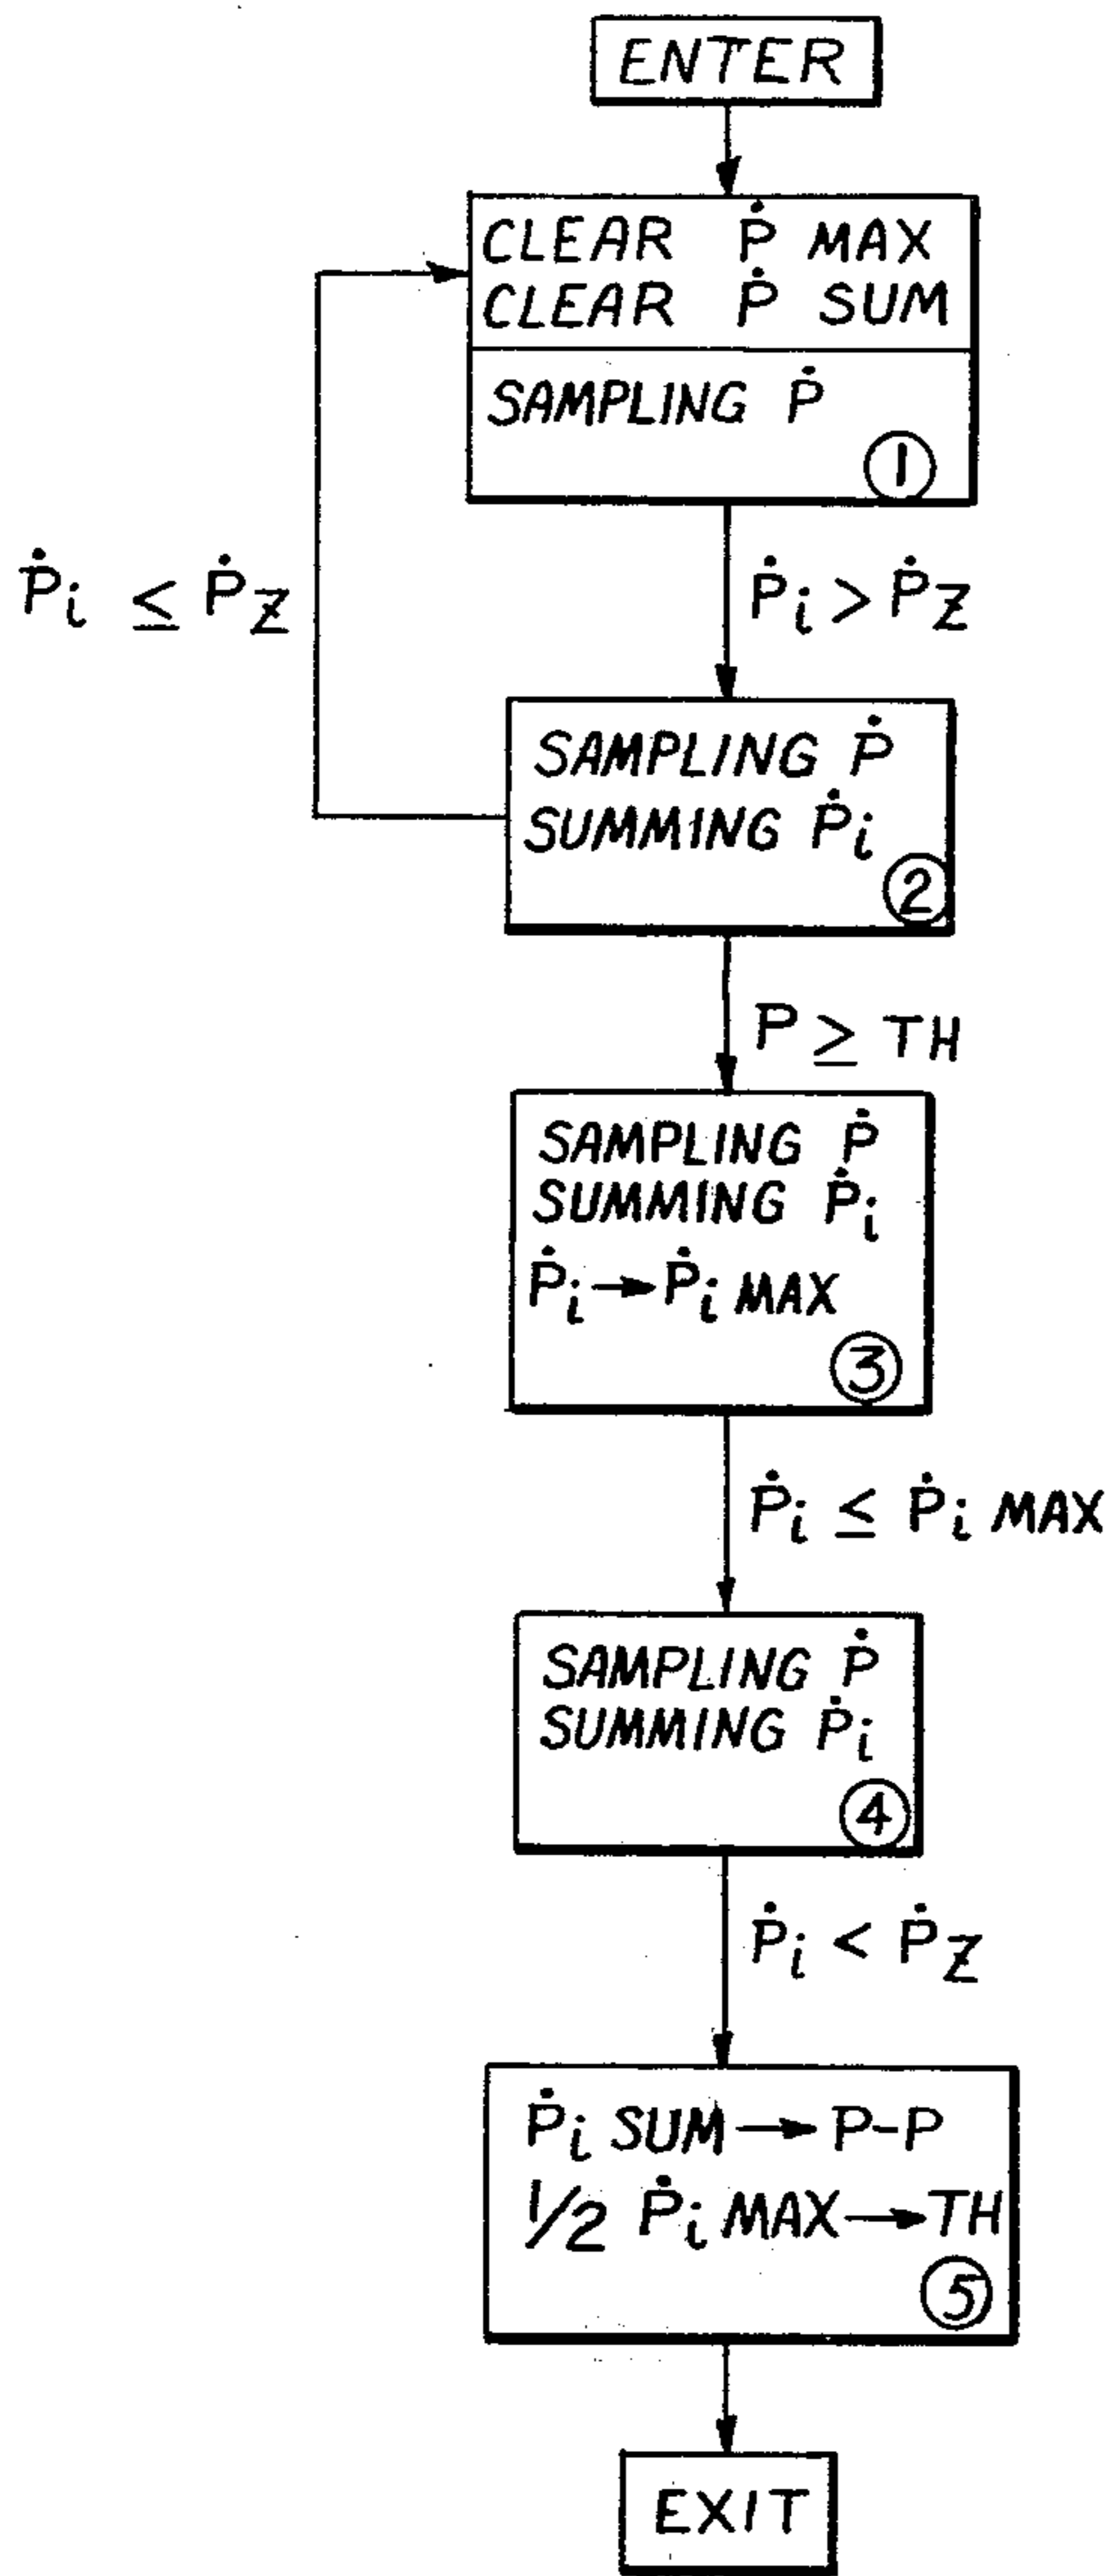 ENTER
CLEAR Ṗ MAX
CLEAR Ṗ SUM
SAMPLING Ṗ
1
Ṗi ≤ ṖZ
Ṗi > ṖZ
SAMPLING Ṗ
SUMMING Ṗi
2
P ≥ TH
SAMPLING Ṗ
SUMMING Ṗi
Ṗi → Ṗi MAX
3
Ṗi ≤ Ṗi MAX
SAMPLING Ṗ
SUMMING Ṗi
4
Ṗi < ṖZ
Ṗi SUM → P-P
1/2 Ṗi MAX → TH
5
EXIT